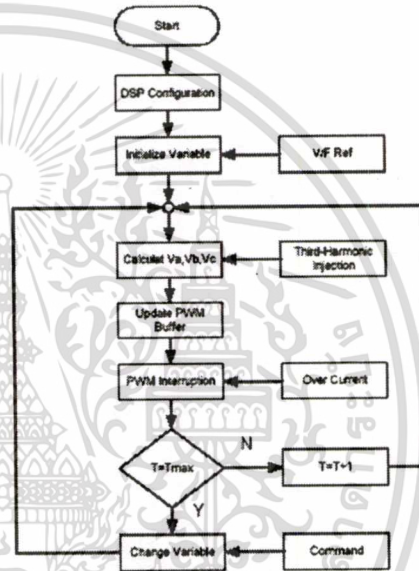 Start
DSP Configuration
Initialize Variable
V/F Ref
Calculat Va,Vb,Vc
Third-Harmonic
Injection
Update PWM
Buffer
PWM Interruption
Over Current
T=Tmax
N
T=T+1
Y
Change Variable
Command